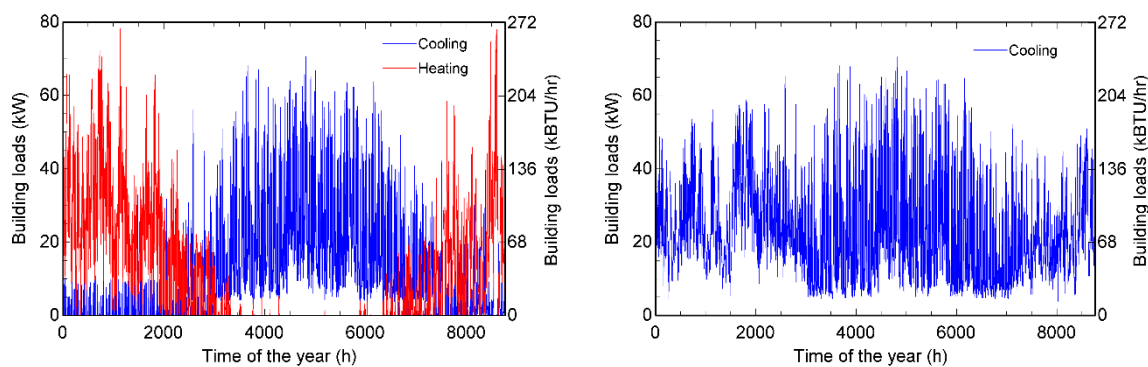 80
60
40
20
0
Building loads (kW)
0 2000 4000 6000 8000
Time of the year (h)
Cooling
Heating
272
204
136
68
0
Building loads (kBTU/hr)
80
60
40
20
0
Building loads (kW)
0 2000 4000 6000 8000
Time of the year (h)
Cooling
272
204
136
68
0
Building loads (kBTU/hr)